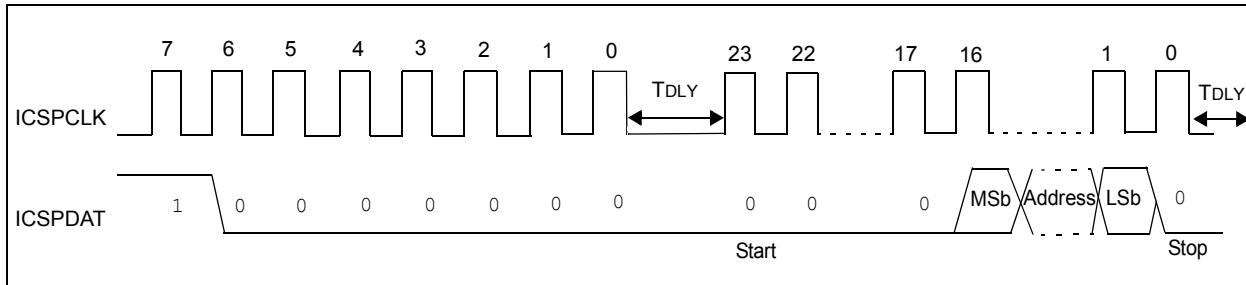 7 6 5 4 3 2 1 0 23 22 17 16 1 0
TDLY TDLY
ICSPCLK
1 0 0 0 0 0 0 0 0 0 0 MSb Address LSb 0
ICSPDAT
Start Stop